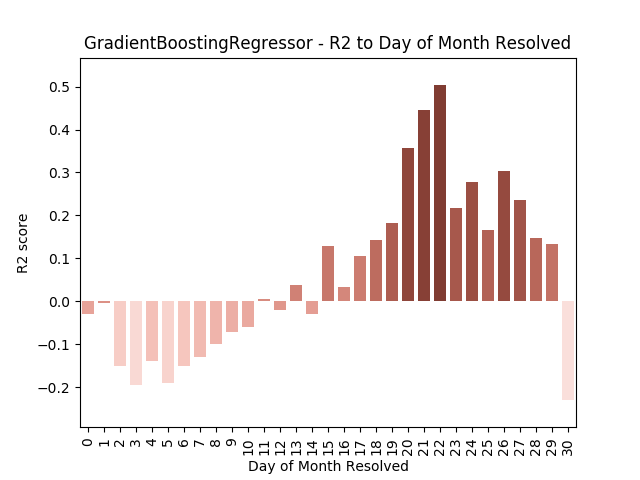 GradientBoostingRegressor - R2 to Day of Month Resolved
R2 score
0.5
0.4
0.3
0.2
0.1
0.0
−0.1
−0.2
0 1 2 3 4 5 6 7 8 9 10 11 12 13 14 15 16 17 18 19 20 21 22 23 24 25 26 27 28 29 30
Day of Month Resolved